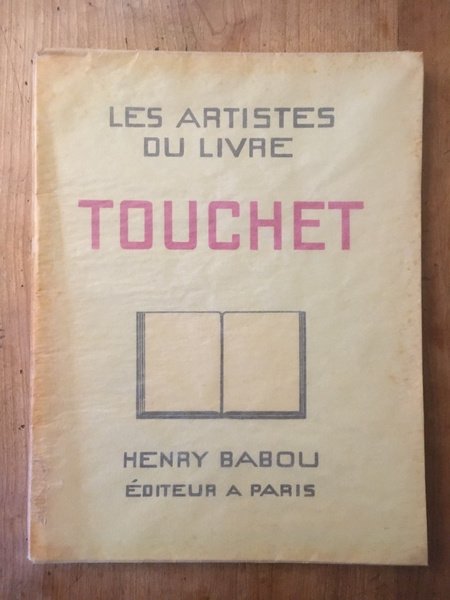 LES ARTISTES
DU LIVRE
TOUCHET
HENRY BABOU
ÉDITEUR A PARIS